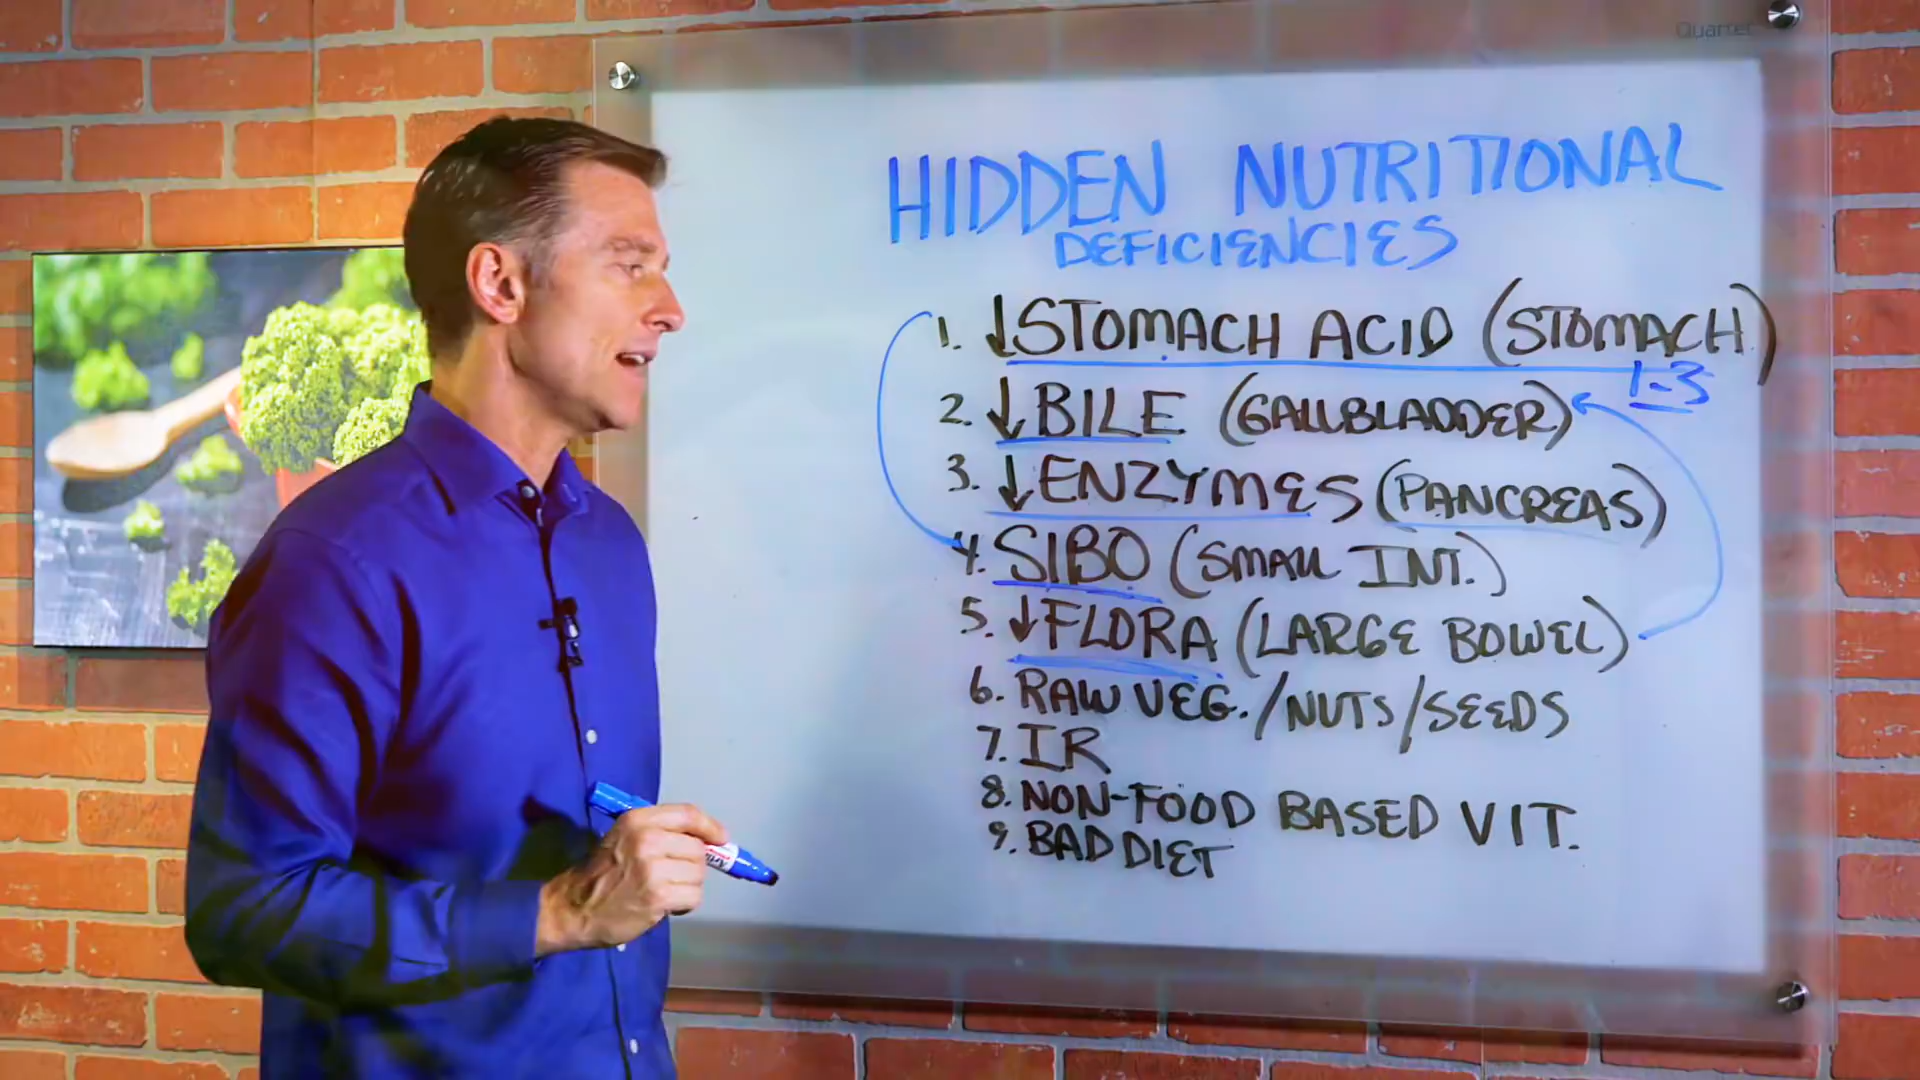 Quartet
HIDDEN NUTRITIONAL
DEFICIENCIES
1. ↓STOMACH ACID (STOMACH)
1-3
2. ↓BILE (GALLBLADDER)
3. ↓ENZYMES (PANCREAS)
4. SIBO (SMALL INT.)
5. ↓FLORA (LARGE BOWEL)
6. RAW VEG./NUTS/SEEDS
7. IR
8. NON-FOOD BASED VIT.
9. BAD DIET